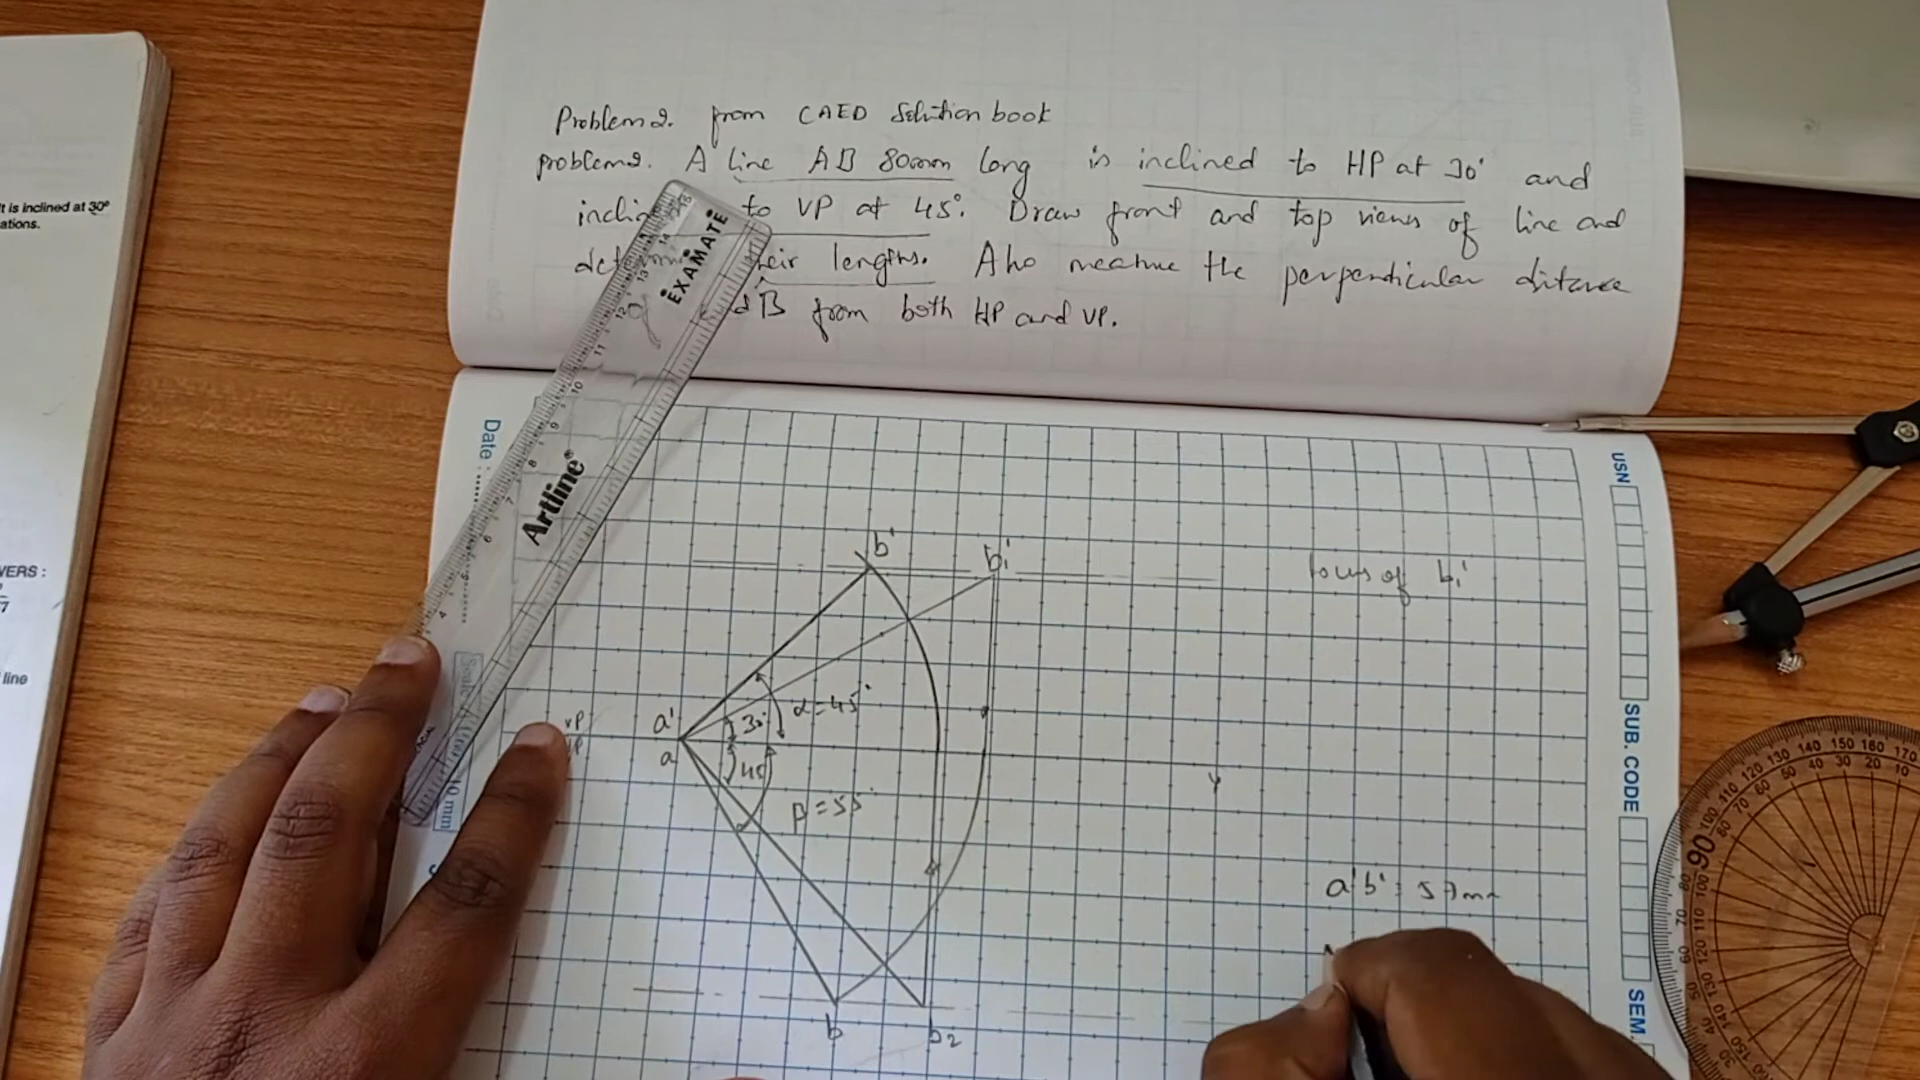 Problem 2. from CAED Solution book
problem 2. A line AB 80mm long is inclined to HP at 30° and
to VP at 45°. Draw front and top views of line and
lengths. Also measure the perpendicular distance
B from both HP and VP.
It is inclined at 30°
ations.
VERS :
7
line
EXAMATE
Artline®
Date :
USN
SUB. CODE
SEM.
b' b1'
locus of b1'
a' 30° α=45°
VP
HP
a 45 β=55°
Y
a'b' = 57mm
b b2